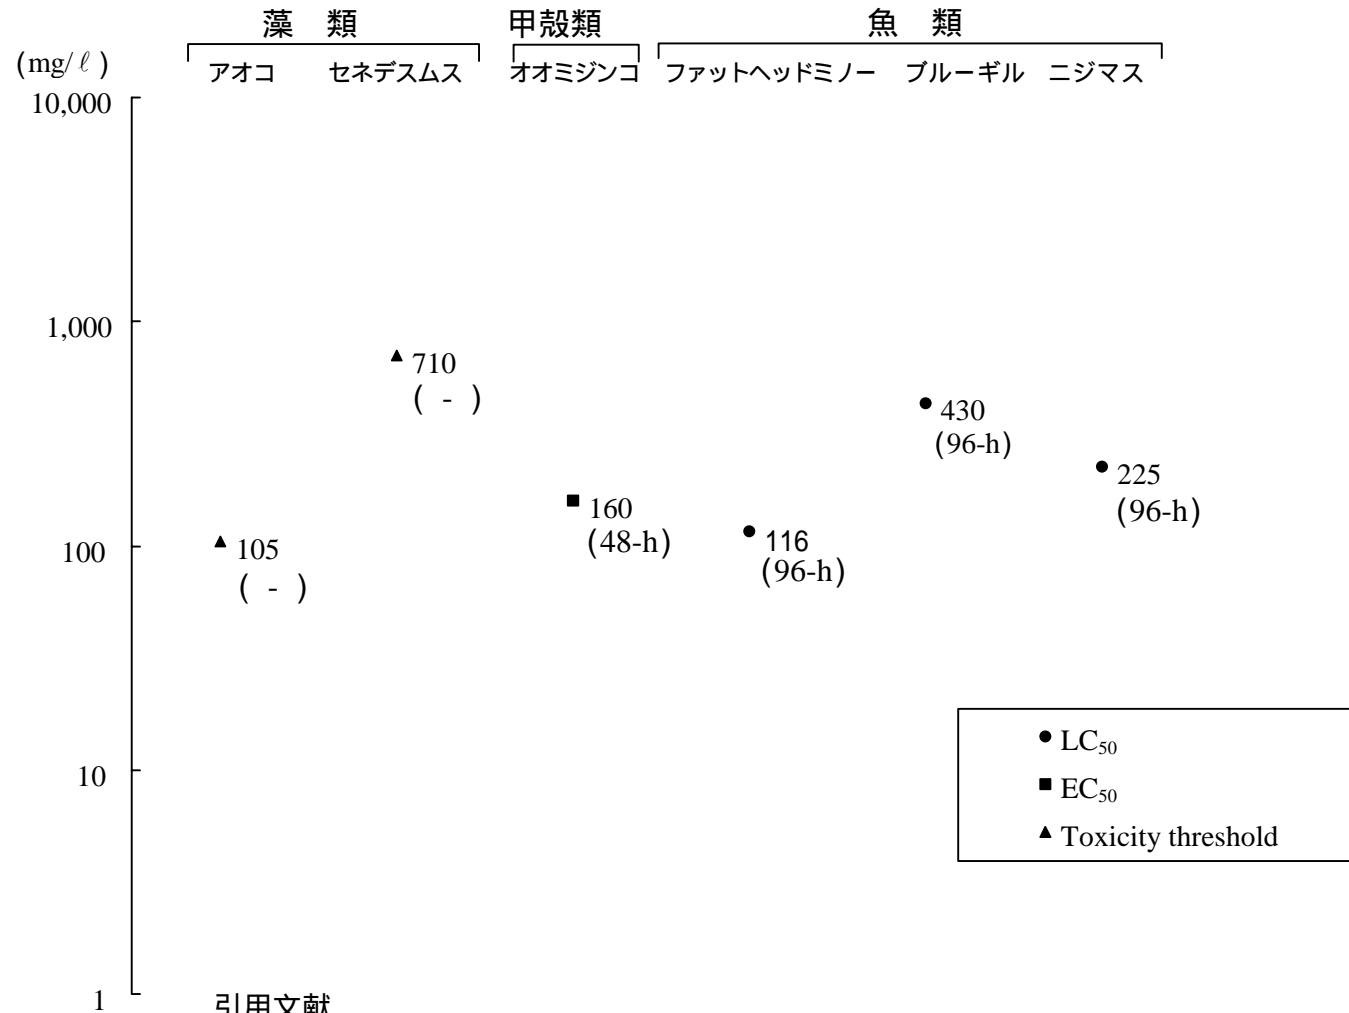 藻 類 甲殻類 魚 類
(mg/ℓ)
アオコ セネデスムス オオミジンコ ファットヘッドミノー ブルーギル ニジマス
10,000
1,000
710
( - )
430
(96-h)
225
(96-h)
160
(48-h)
116
(96-h)
100
105
( - )
LC50
10
EC50
Toxicity threshold
1
引用文献